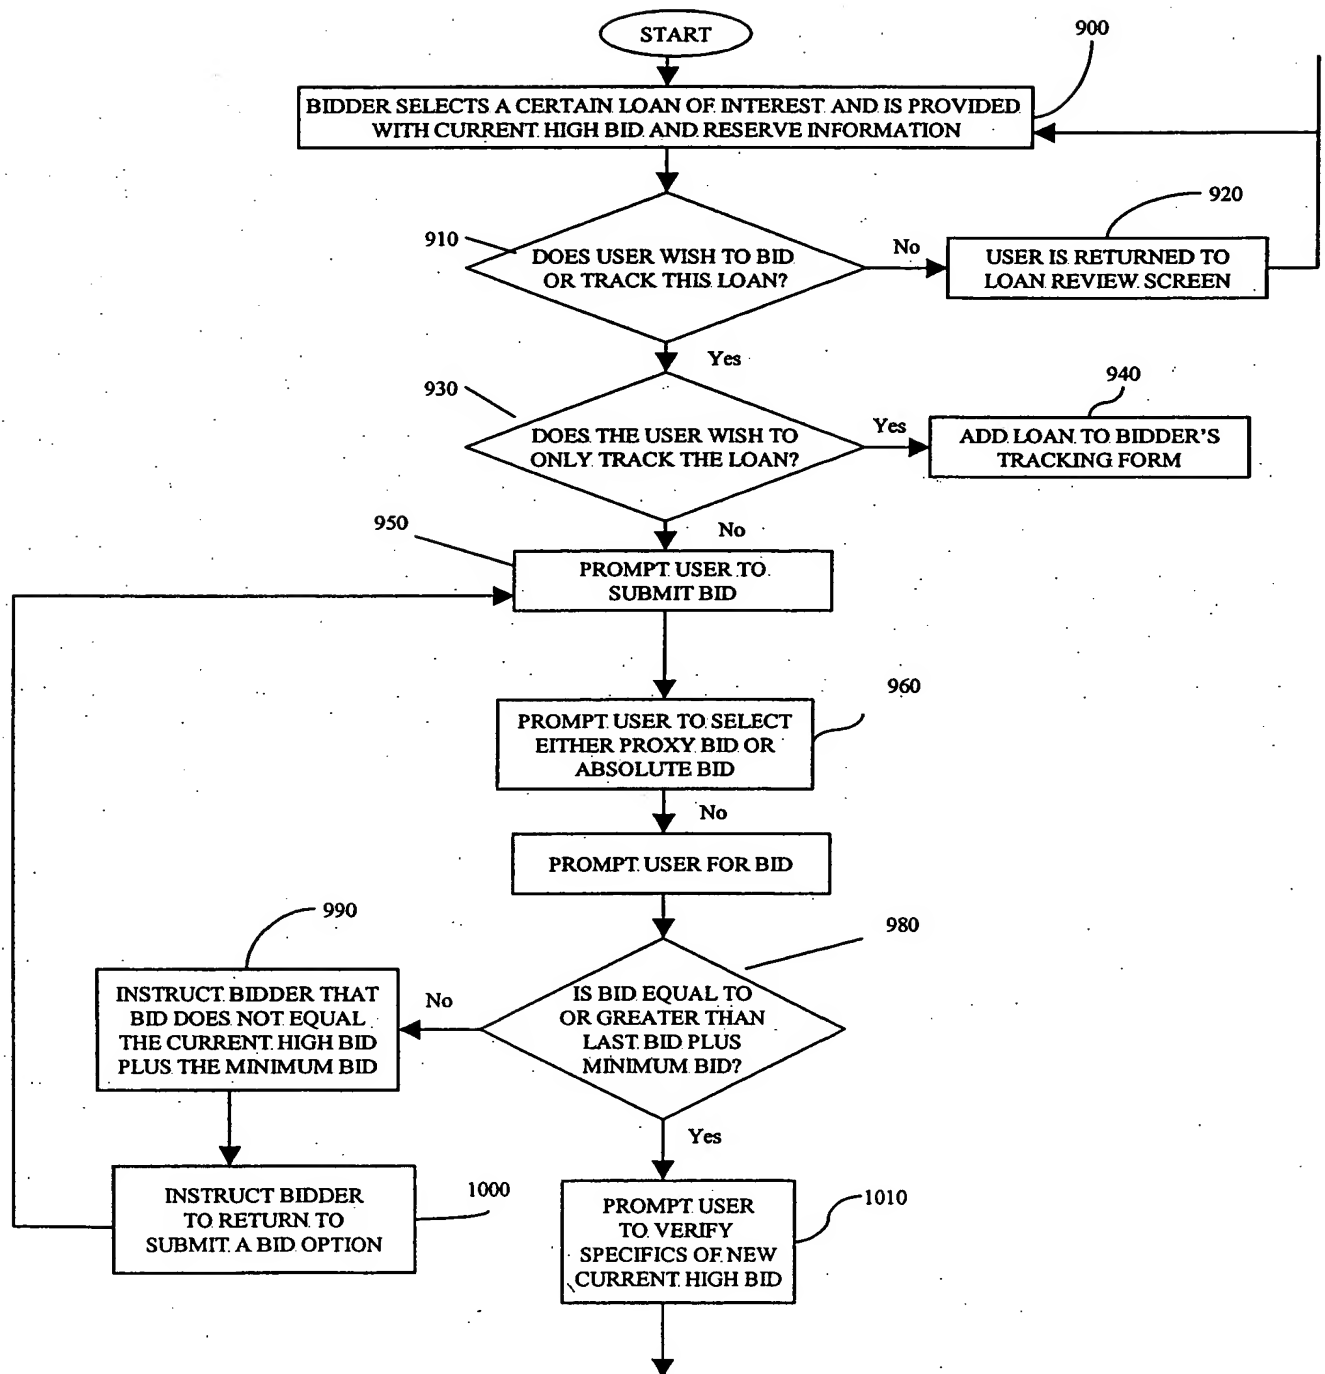 START
900
BIDDER SELECTS A CERTAIN LOAN OF INTEREST AND IS PROVIDED
WITH CURRENT HIGH BID AND RESERVE INFORMATION
920
910
DOES USER WISH TO BID
OR TRACK THIS LOAN?
No
USER IS RETURNED TO
LOAN REVIEW SCREEN
Yes
930
940
DOES THE USER WISH TO
ONLY TRACK THE LOAN?
Yes
ADD LOAN TO BIDDER'S
TRACKING FORM
No
950
PROMPT USER TO
SUBMIT BID
960
PROMPT USER TO SELECT
EITHER PROXY BID OR
ABSOLUTE BID
No
PROMPT USER FOR BID
990
980
INSTRUCT BIDDER THAT
BID DOES NOT EQUAL
THE CURRENT HIGH BID
PLUS THE MINIMUM BID
No
IS BID EQUAL TO
OR GREATER THAN
LAST BID PLUS
MINIMUM BID?
Yes
INSTRUCT BIDDER
TO RETURN TO
SUBMIT A BID OPTION
1000
PROMPT USER
TO VERIFY
SPECIFICS OF NEW
CURRENT HIGH BID
1010